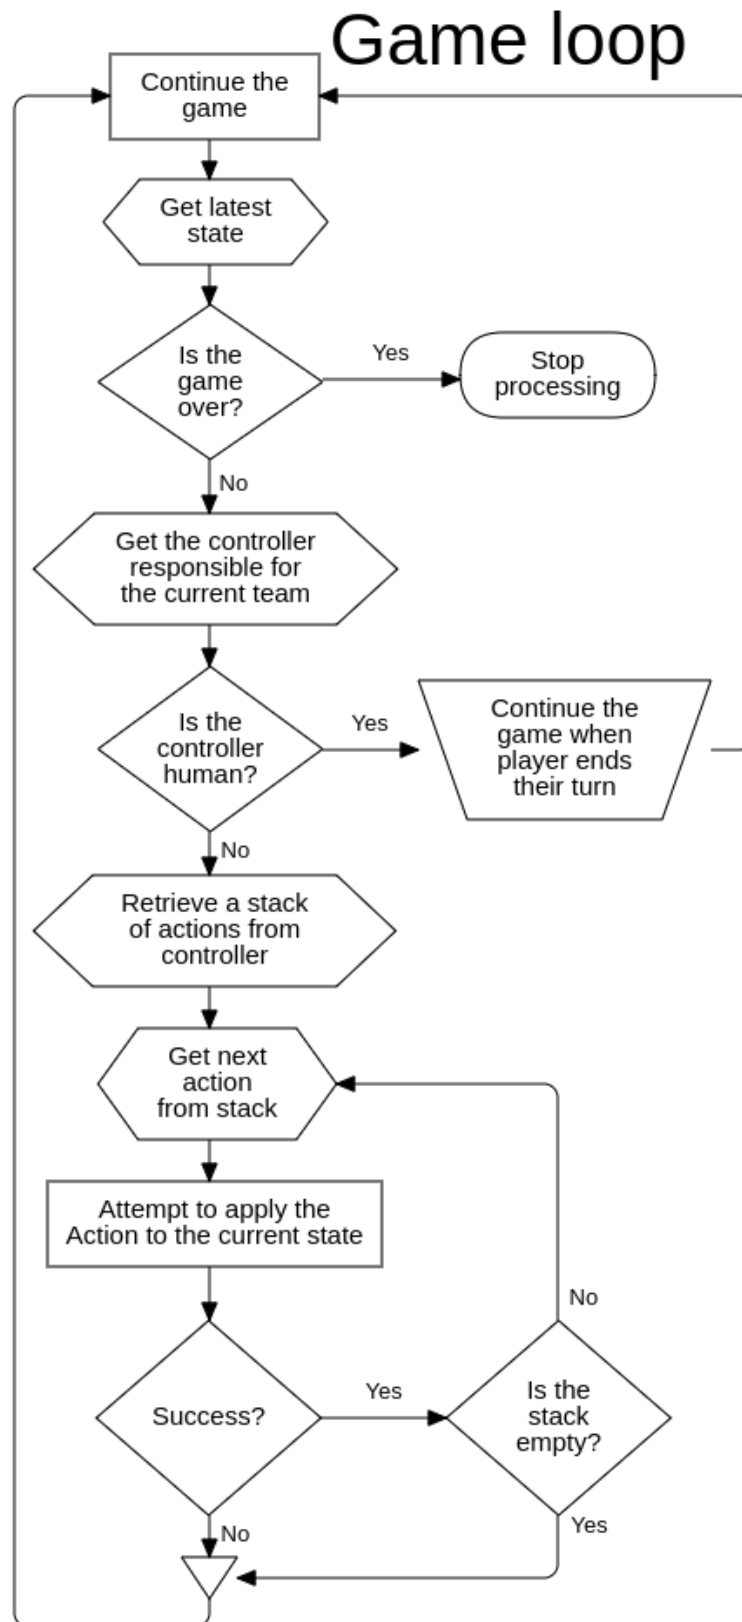 Game loop
Continue the
game
Get latest
state
Is the
game
over?
Yes
Stop
processing
No
Get the controller
responsible for
the current team
Is the
controller
human?
Yes
Continue the
game when
player ends
their turn
No
Retrieve a stack
of actions from
controller
Get next
action
from stack
Attempt to apply the
Action to the current state
Success?
Yes
Is the
stack
empty?
No
No
Yes